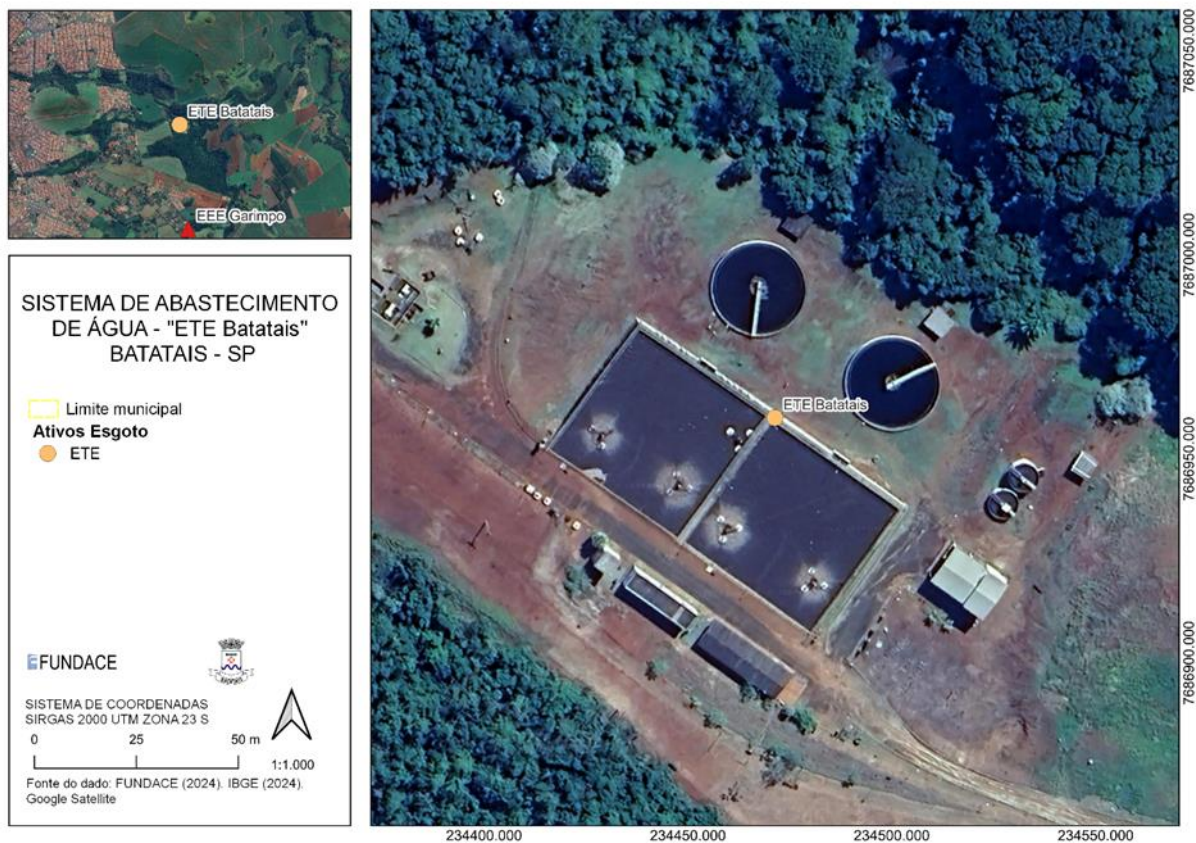 ETE Batatais
EEE Garimpo
SISTEMA DE ABASTECIMENTO
DE ÁGUA - "ETE Batatais"
BATATAIS - SP
Limite municipal
Ativos Esgoto
ETE
FUNDACE
SISTEMA DE COORDENADAS
SIRGAS 2000 UTM ZONA 23 S
0 25 50 m
1:1.000
Fonte do dado: FUNDACE (2024). IBGE (2024).
Google Satellite
ETE Batatais
7687050.000
7687000.000
7686950.000
7686900.000
234400.000 234450.000 234500.000 234550.000